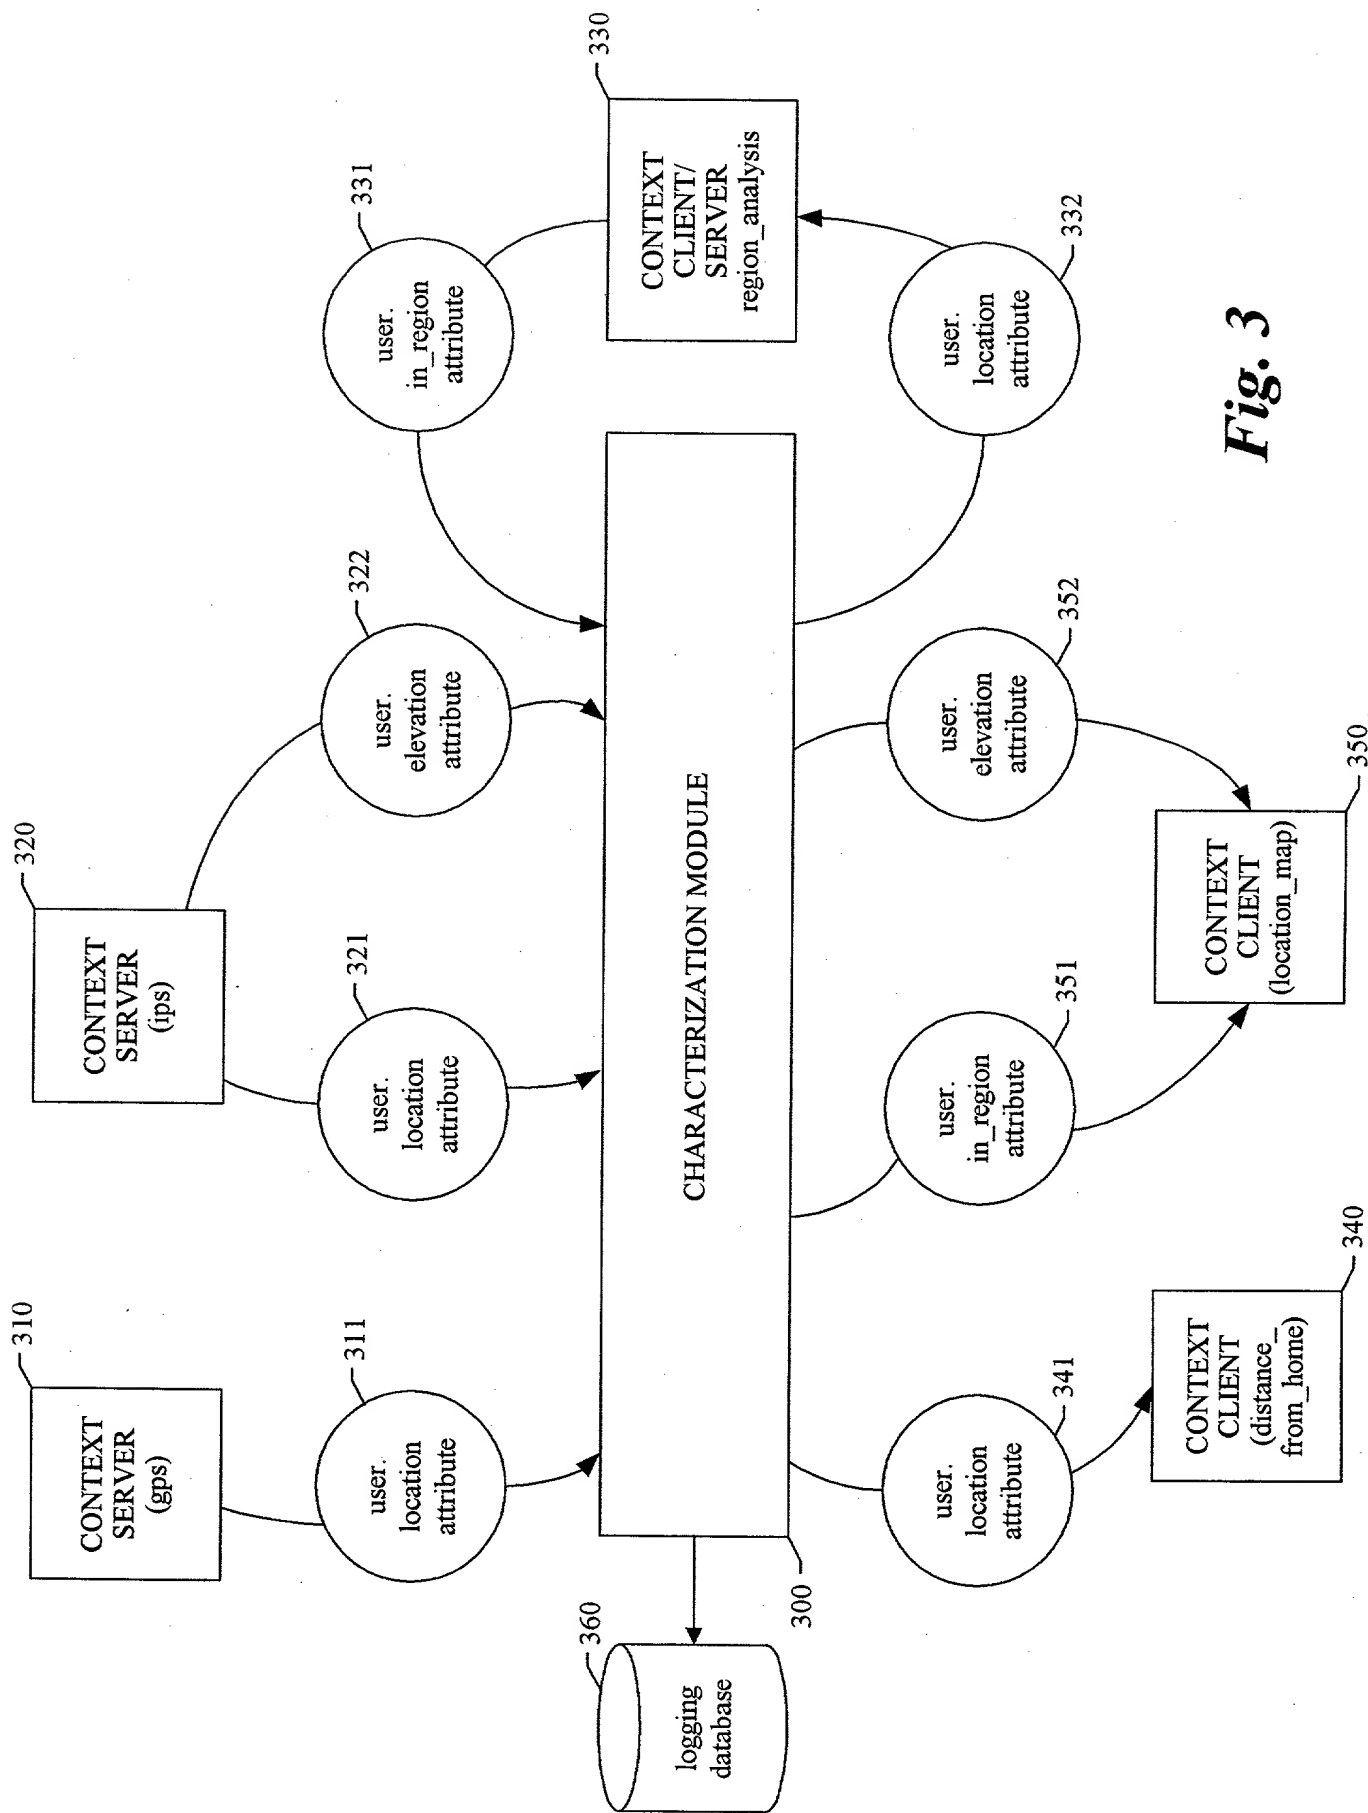 310
CONTEXT
SERVER
(gps)
320
CONTEXT
SERVER
(ips)
311
user.
location
attribute
321
user.
location
attribute
322
user.
elevation
attribute
331
user.
in_region
attribute
360
logging
database
300
CHARACTERIZATION MODULE
330
CONTEXT
CLIENT/
SERVER
region_analysis
341
user.
location
attribute
351
user.
in_region
attribute
352
user.
elevation
attribute
332
user.
location
attribute
340
CONTEXT
CLIENT
(distance_
from_home)
350
CONTEXT
CLIENT
(location_map)
Fig. 3